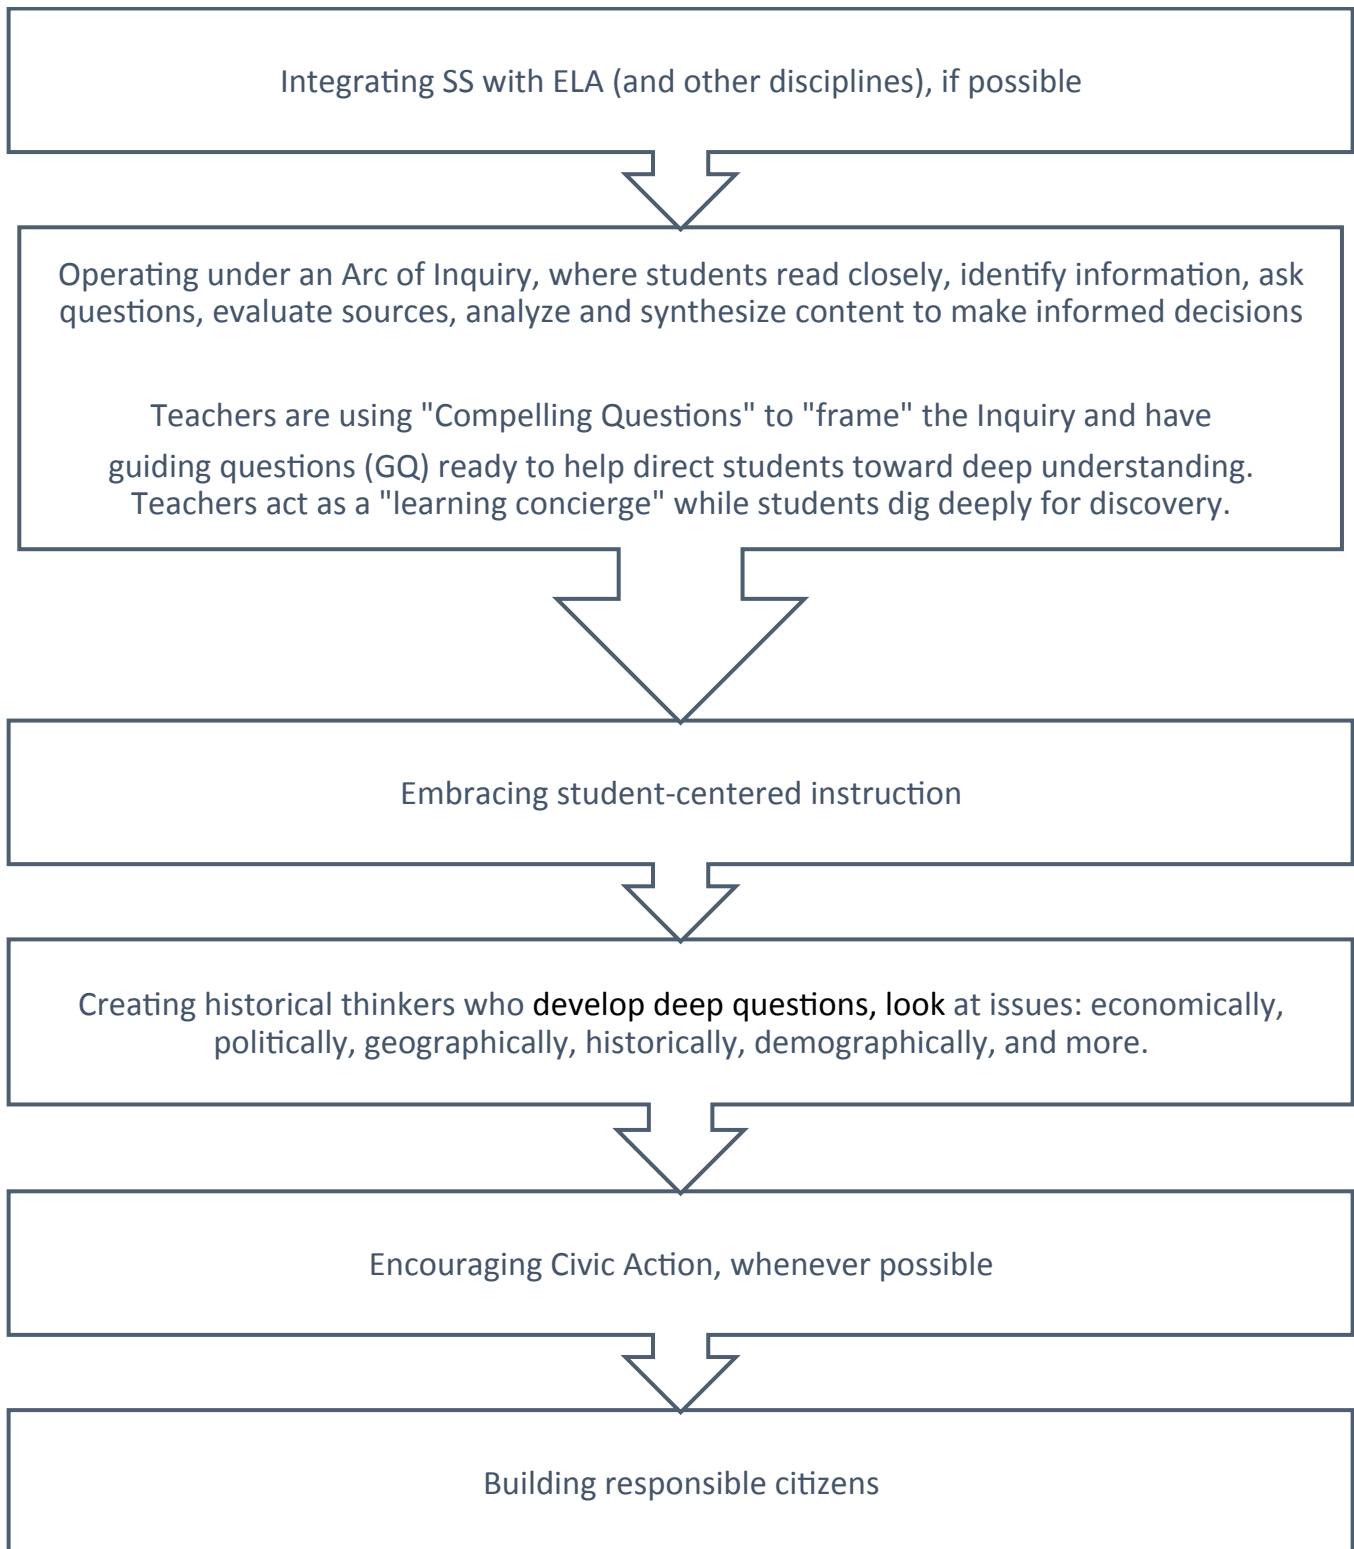 Integrating SS with ELA (and other disciplines), if possible
Operating under an Arc of Inquiry, where students read closely, identify information, ask
questions, evaluate sources, analyze and synthesize content to make informed decisions
Teachers are using "Compelling Questions" to "frame" the Inquiry and have
guiding questions (GQ) ready to help direct students toward deep understanding.
Teachers act as a "learning concierge" while students dig deeply for discovery.
Embracing student-centered instruction
Creating historical thinkers who develop deep questions, look at issues: economically,
politically, geographically, historically, demographically, and more.
Encouraging Civic Action, whenever possible
Building responsible citizens